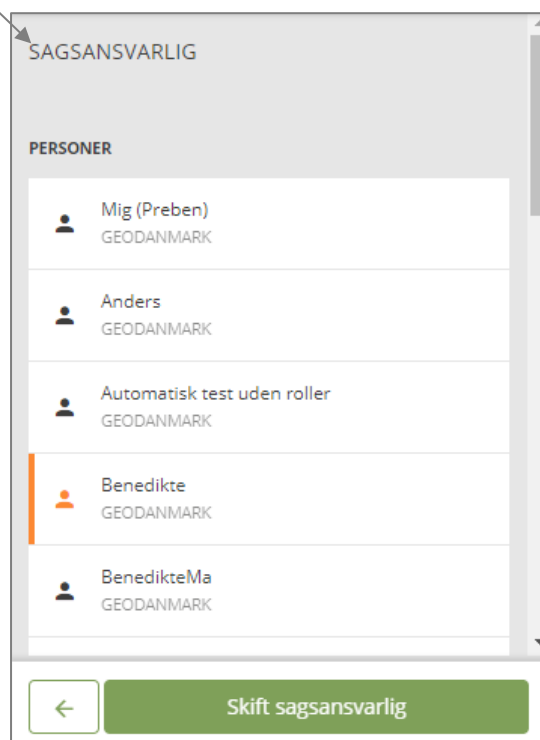 SAGSANSVARLIG
PERSONER
Mig (Preben)
GEODANMARK
Anders
GEODANMARK
Automatisk test uden roller
GEODANMARK
Benedikte
GEODANMARK
BenedikteMa
GEODANMARK
Skift sagsansvarlig